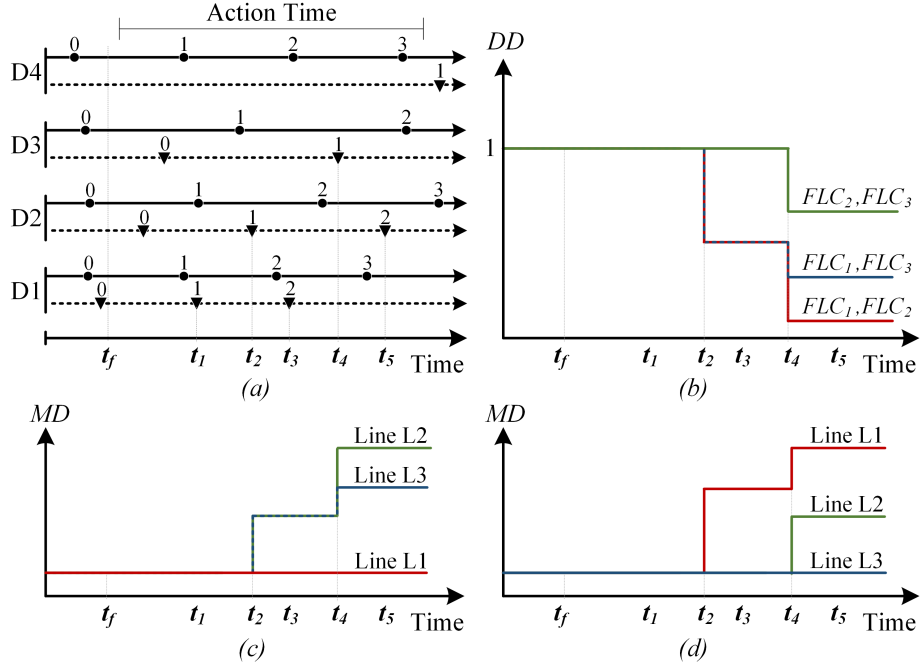 Action Time
0 1 2 3
D4
1
0 1 2
D3
0 1
0 1 2 3
D2
0 1 2
0 1 2 3
D1
0 1 2
t_f t_1 t_2 t_3 t_4 t_5 Time
(a)
DD
1
FLC_2,FLC_3
FLC_1,FLC_3
FLC_1,FLC_2
t_f t_1 t_2 t_3 t_4 t_5 Time
(b)
MD
Line L2
Line L3
Line L1
t_f t_1 t_2 t_3 t_4 t_5 Time
(c)
MD
Line L1
Line L2
Line L3
t_f t_1 t_2 t_3 t_4 t_5 Time
(d)